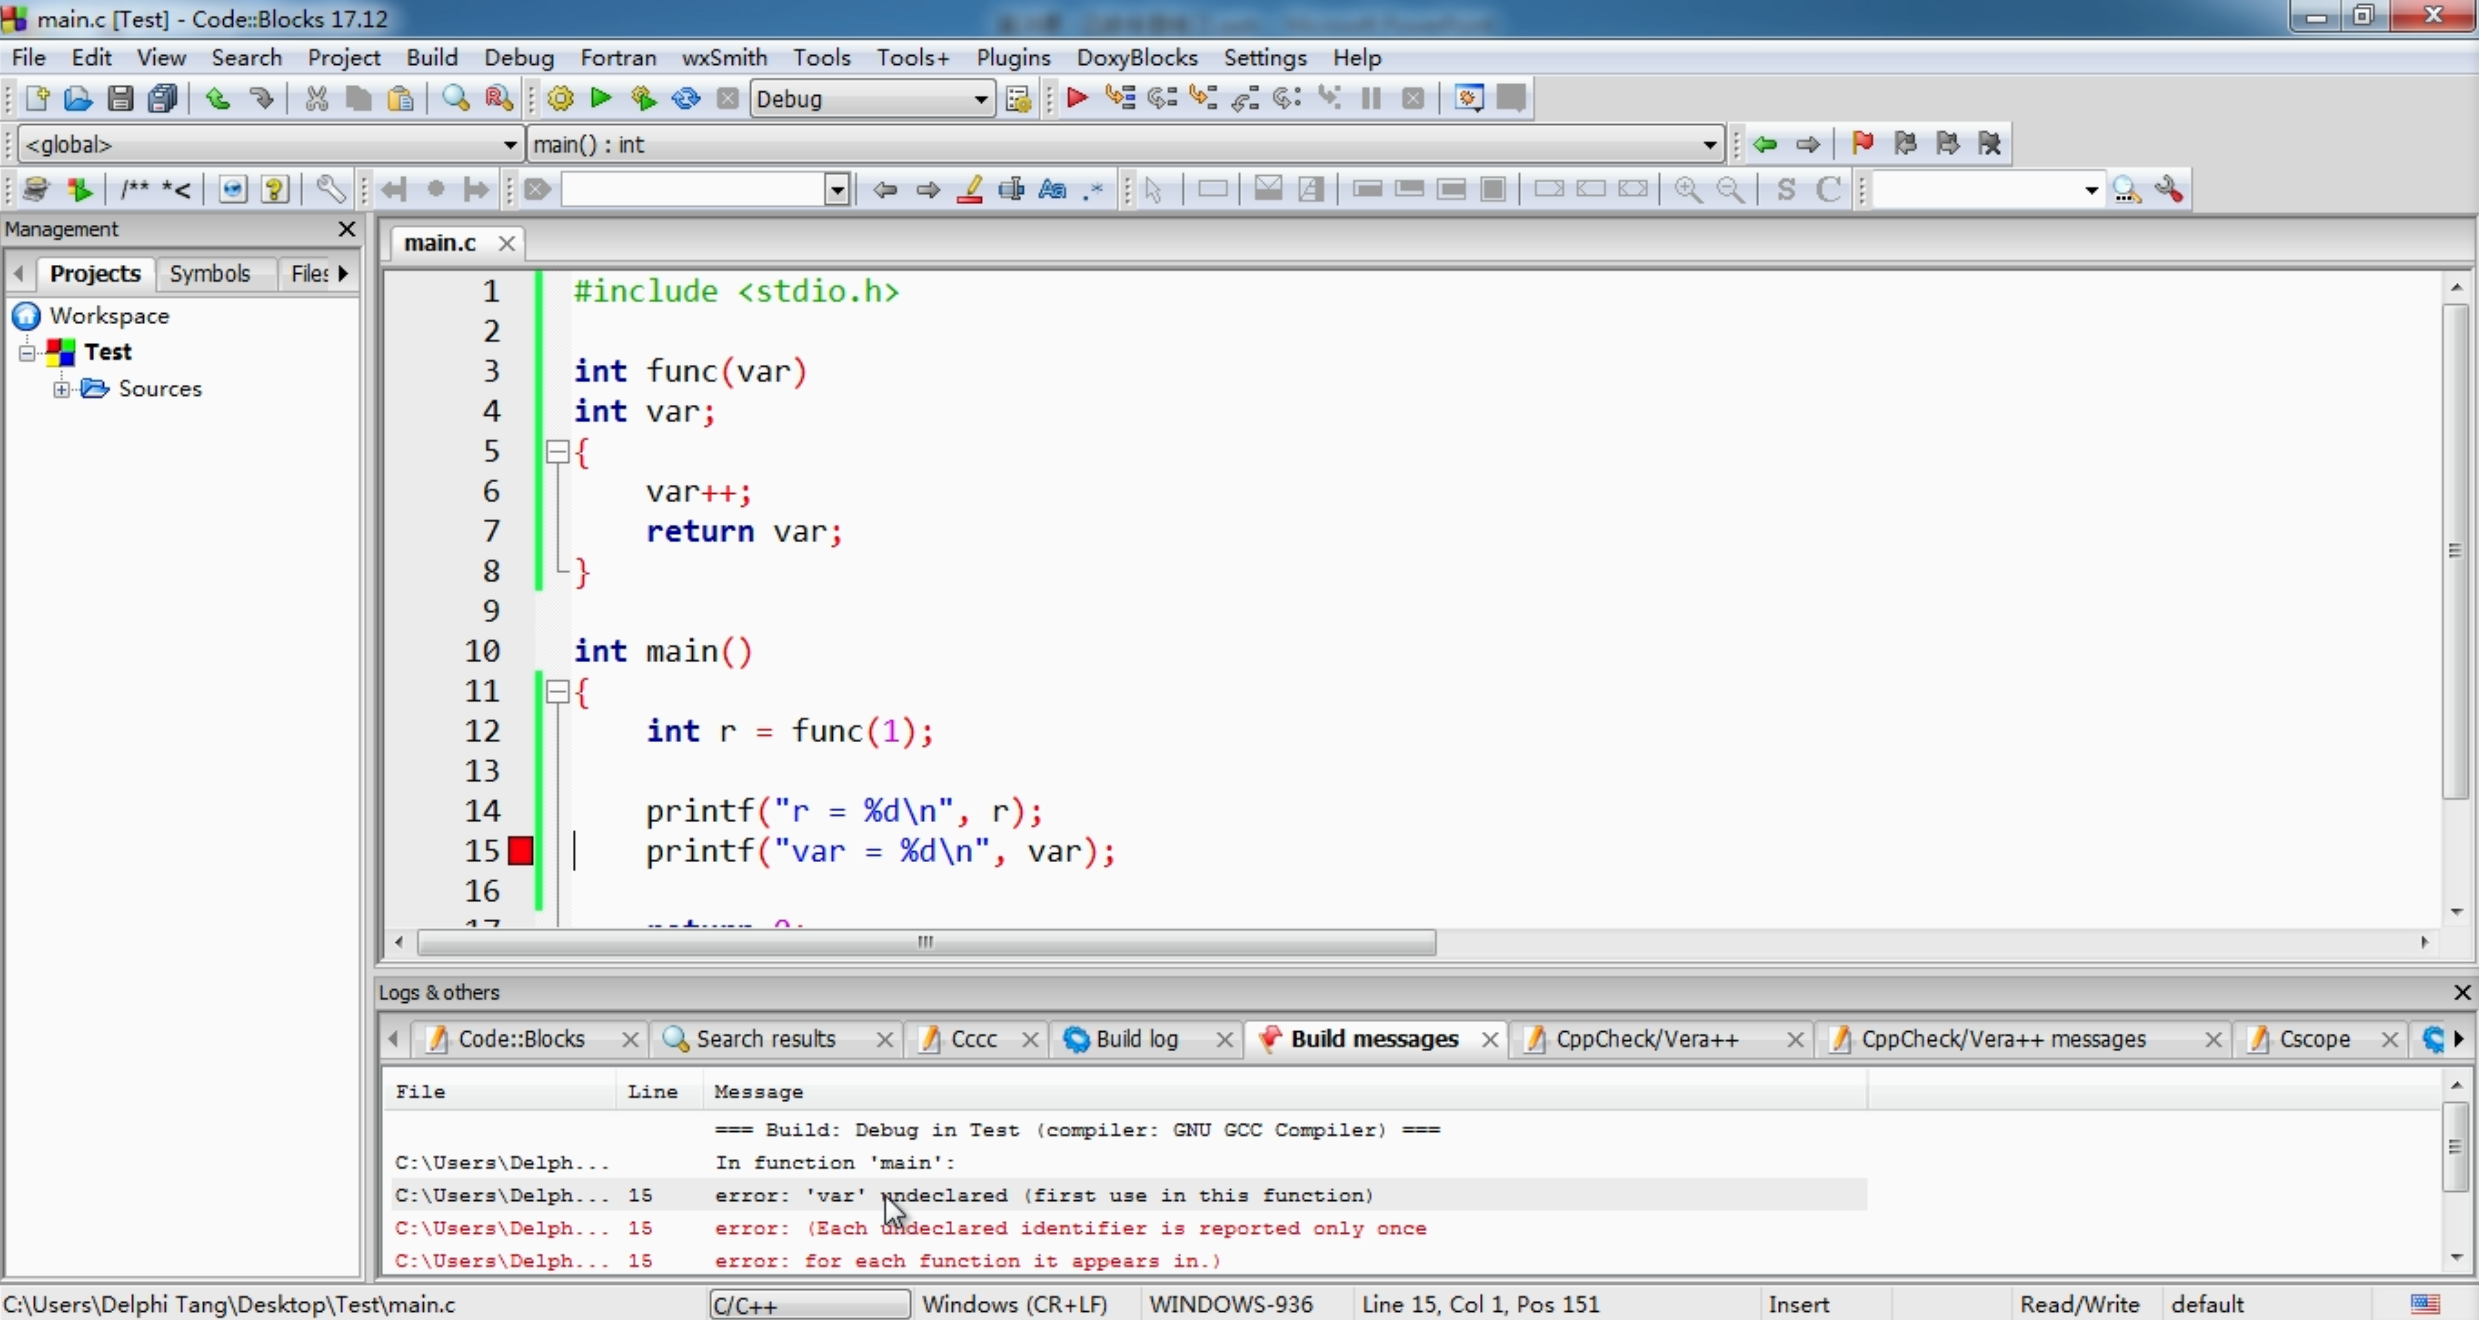 main.c [Test] - Code::Blocks 17.12
File Edit View Search Project Build Debug Fortran wxSmith Tools Tools+ Plugins DoxyBlocks Settings Help
Debug
<global> main() : int
/** *<
S C
Management
main.c
Projects Symbols Files
Workspace
Test
Sources
1 #include <stdio.h>
2
3 int func(var)
4 int var;
5 {
6 var++;
7 return var;
8 }
9
10 int main()
11 {
12 int r = func(1);
13
14 printf("r = %d\n", r);
15 printf("var = %d\n", var);
16
17 return 0;
Logs & others
Code::Blocks Search results Cccc Build log Build messages CppCheck/Vera++ CppCheck/Vera++ messages Cscope
File Line Message
=== Build: Debug in Test (compiler: GNU GCC Compiler) ===
C:\Users\Delph... In function 'main':
C:\Users\Delph... 15 error: 'var' undeclared (first use in this function)
C:\Users\Delph... 15 error: (Each undeclared identifier is reported only once
C:\Users\Delph... 15 error: for each function it appears in.)
C:\Users\Delphi Tang\Desktop\Test\main.c C/C++ Windows (CR+LF) WINDOWS-936 Line 15, Col 1, Pos 151 Insert Read/Write default